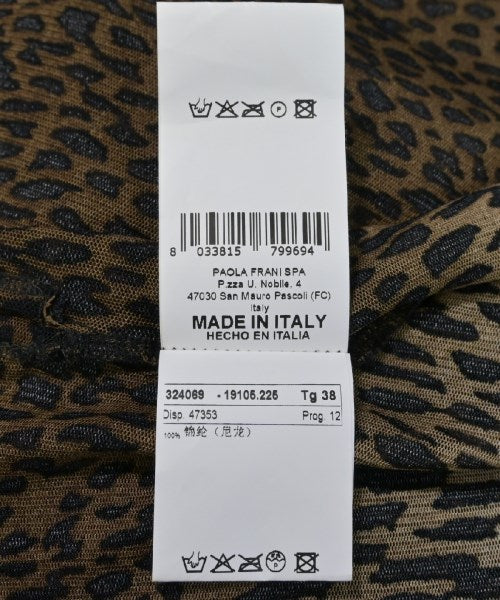 P
8 033815 799694
PAOLA FRANI SPA
P.zza U. Nobile, 4
47030 San Mauro Pascoli (FC)
Italy
MADE IN ITALY
HECHO EN ITALIA
324069 - 19105.225 Tg 38
Disp. 47353 Prog. 12
100% 锦纶（尼龙）
P